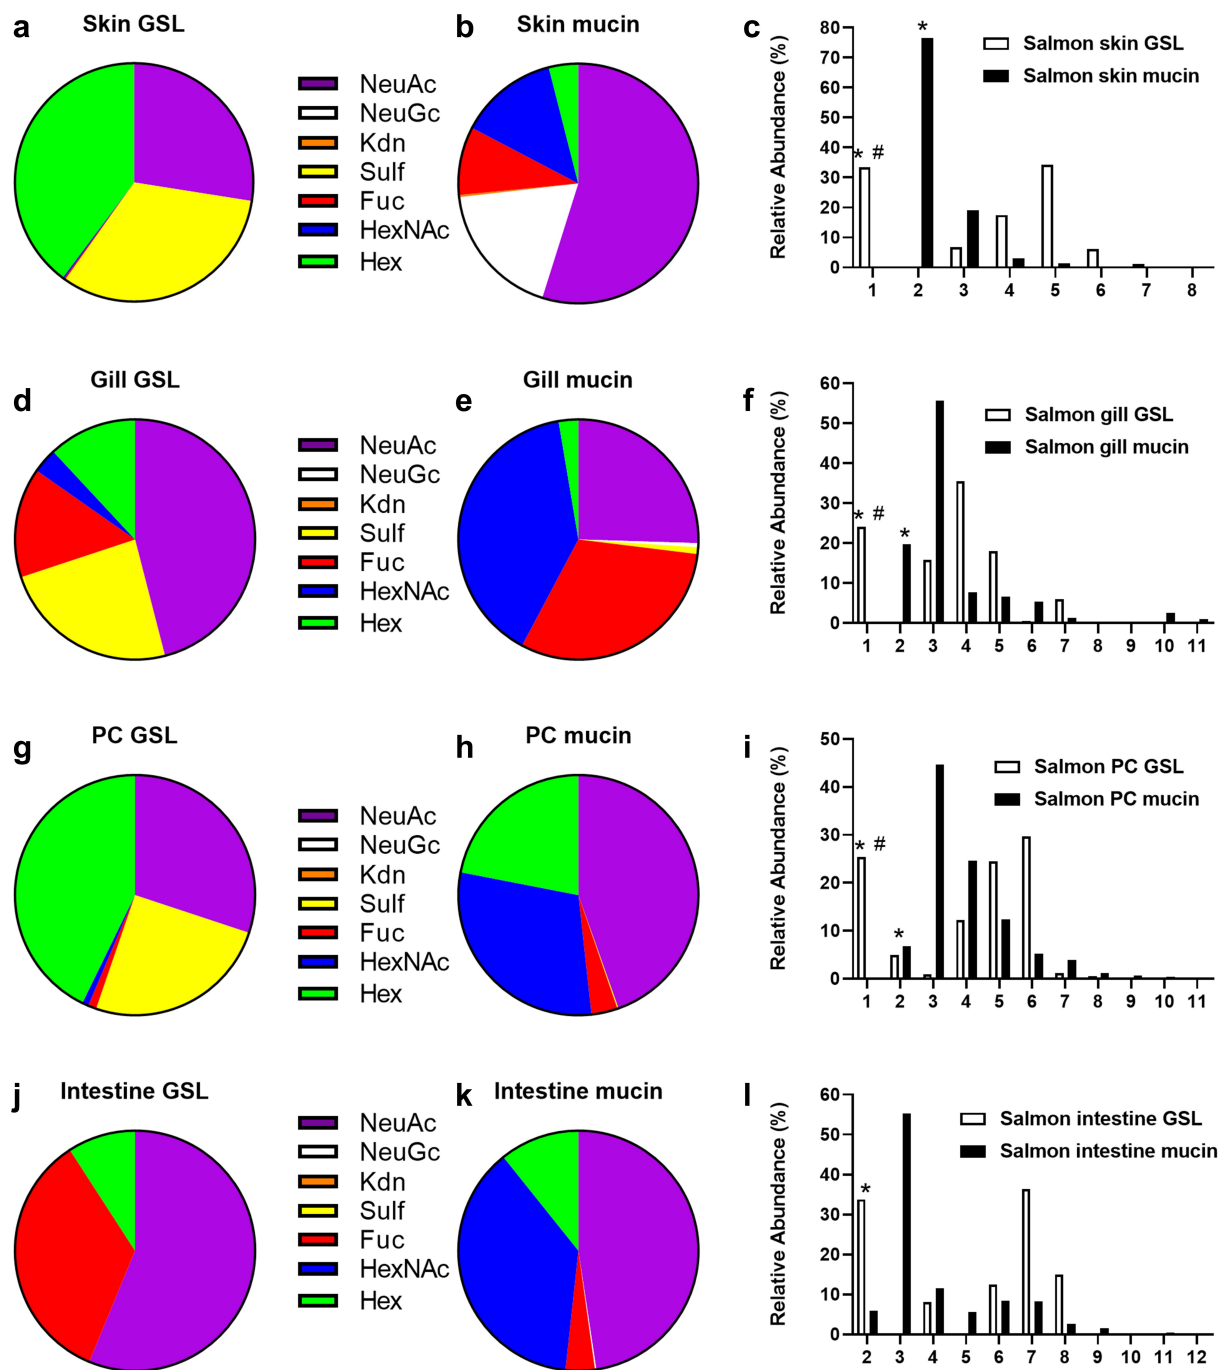 a
Skin GSL
NeuAc
NeuGc
Kdn
Sulf
Fuc
HexNAc
Hex
b
Skin mucin
c
Relative Abundance (%)
80
70
60
50
40
30
20
10
0
Salmon skin GSL
Salmon skin mucin
* #
*
1 2 3 4 5 6 7 8
d
Gill GSL
NeuAc
NeuGc
Kdn
Sulf
Fuc
HexNAc
Hex
e
Gill mucin
f
Relative Abundance (%)
60
50
40
30
20
10
0
Salmon gill GSL
Salmon gill mucin
* #
*
1 2 3 4 5 6 7 8 9 10 11
g
PC GSL
NeuAc
NeuGc
Kdn
Sulf
Fuc
HexNAc
Hex
h
PC mucin
i
Relative Abundance (%)
50
40
30
20
10
0
Salmon PC GSL
Salmon PC mucin
* #
*
1 2 3 4 5 6 7 8 9 10 11
j
Intestine GSL
NeuAc
NeuGc
Kdn
Sulf
Fuc
HexNAc
Hex
k
Intestine mucin
l
Relative Abundance (%)
60
50
40
30
20
10
0
Salmon intestine GSL
Salmon intestine mucin
*
2 3 4 5 6 7 8 9 10 11 12